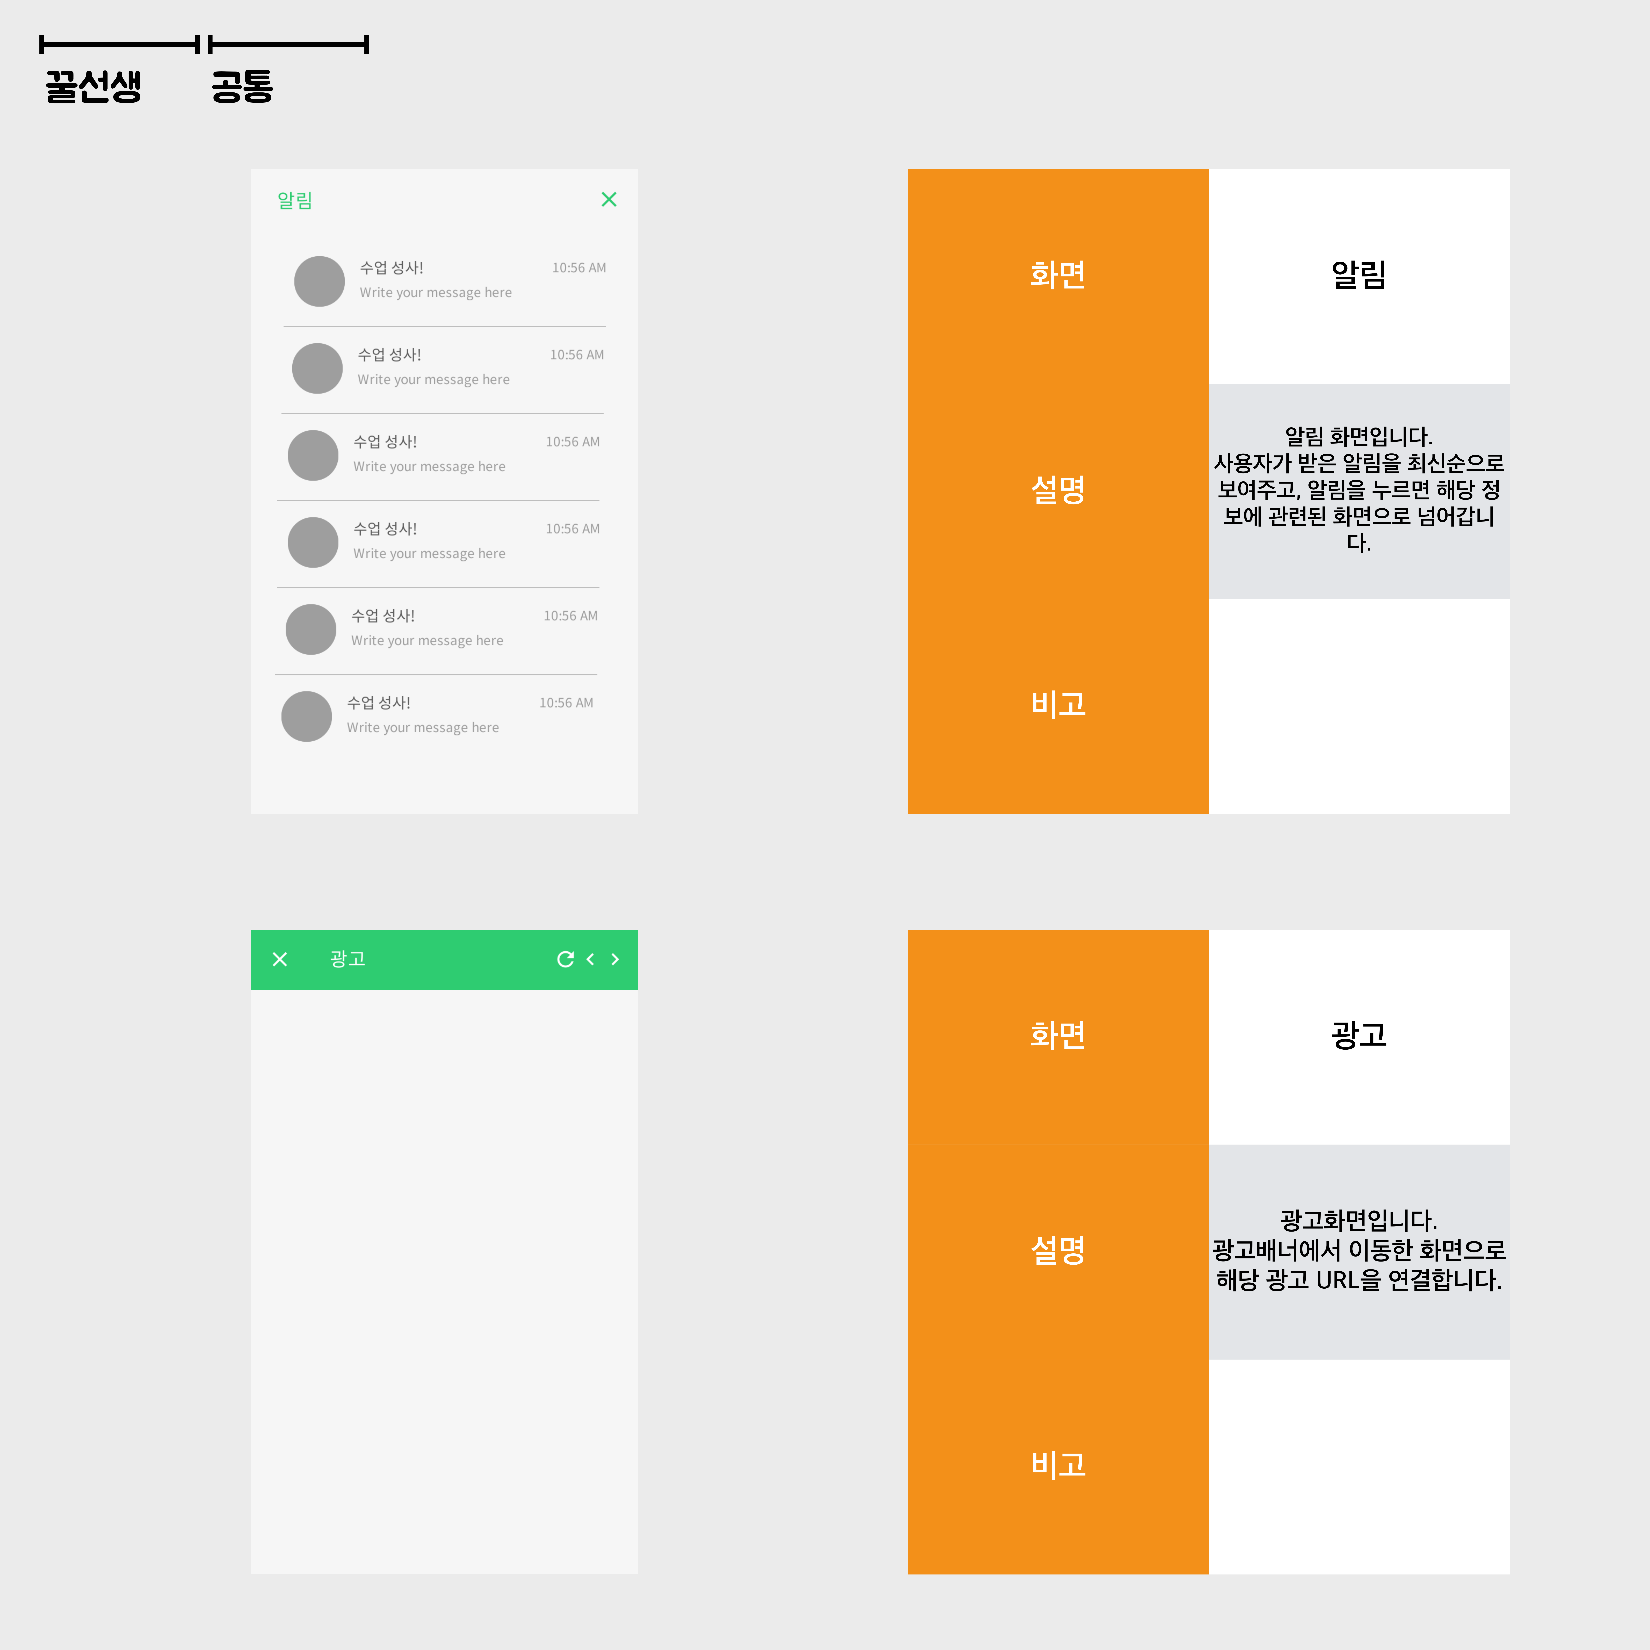 꿀선생 공통
알림
수업 성사! 10:56 AM
Write your message here
수업 성사! 10:56 AM
Write your message here
수업 성사! 10:56 AM
Write your message here
수업 성사! 10:56 AM
Write your message here
수업 성사! 10:56 AM
Write your message here
수업 성사! 10:56 AM
Write your message here
화면 알림
설명
알림 화면입니다.
사용자가 받은 알림을 최신순으로
보여주고, 알림을 누르면 해당 정
보에 관련된 화면으로 넘어갑니
다.
비고
광고
화면 광고
설명
광고화면입니다.
광고배너에서 이동한 화면으로
해당 광고 URL을 연결합니다.
비고